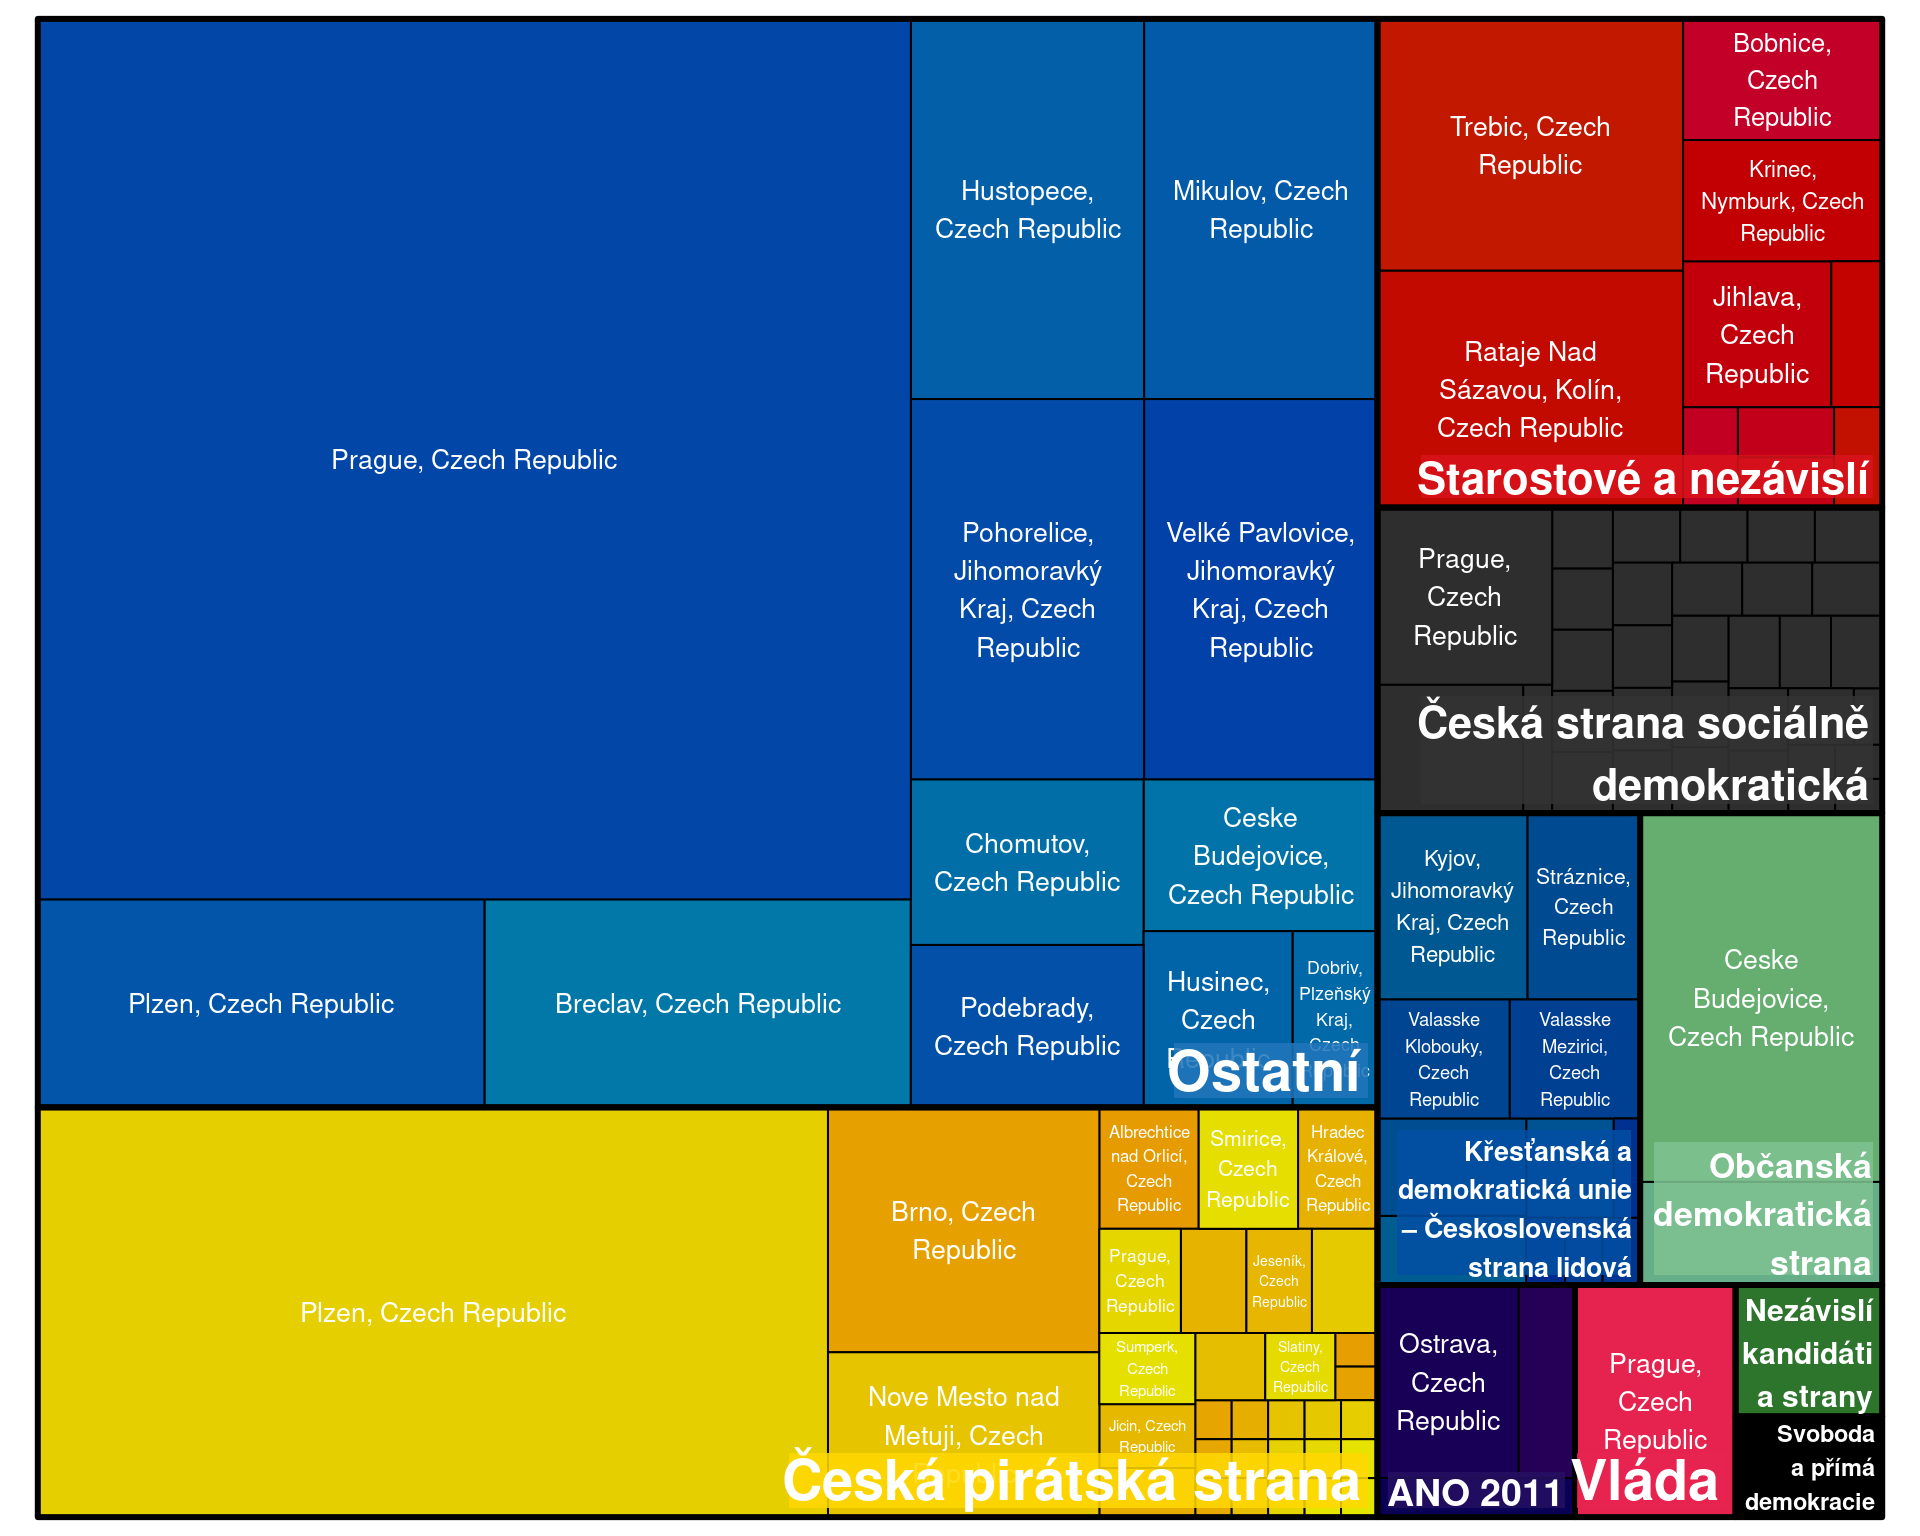 Prague, Czech Republic
Hustopece,
Czech Republic
Mikulov, Czech
Republic
Pohorelice,
Jihomoravký
Kraj, Czech
Republic
Velké Pavlovice,
Jihomoravký
Kraj, Czech
Republic
Chomutov,
Czech Republic
Ceske
Budejovice,
Czech Republic
Plzen, Czech Republic
Breclav, Czech Republic
Podebrady,
Czech Republic
Husinec,
Czech
Republic
Dobriv,
Plzeňský
Kraj,
Czech
Ostatní
Trebic, Czech
Republic
Bobnice,
Czech
Republic
Krinec,
Nymburk, Czech
Republic
Jihlava,
Czech
Republic
Rataje Nad
Sázavou, Kolín,
Czech Republic
Starostové a nezávislí
Prague,
Czech
Republic
Česká strana sociálně
demokratická
Kyjov,
Jihomoravký
Kraj, Czech
Republic
Stráznice,
Czech
Republic
Valasske
Klobouky,
Czech
Republic
Valasske
Mezirici,
Czech
Republic
Křesťanská a
demokratická unie
– Československá
strana lidová
Ceske
Budejovice,
Czech Republic
Občanská
demokratická
strana
Plzen, Czech Republic
Brno, Czech
Republic
Nove Mesto nad
Metuji, Czech
Albrechtice
nad Orlicí,
Czech
Republic
Smirice,
Czech
Republic
Hradec
Králové,
Czech
Republic
Prague,
Czech
Republic
Jeseník,
Czech
Republic
Sumperk,
Czech
Republic
Slatiny,
Czech
Republic
Jicin, Czech
Republic
Česká pirátská strana
Ostrava,
Czech
Republic
ANO 2011
Prague,
Czech
Republic
Vláda
Nezávislí
kandidáti
a strany
Svoboda
a přímá
demokracie